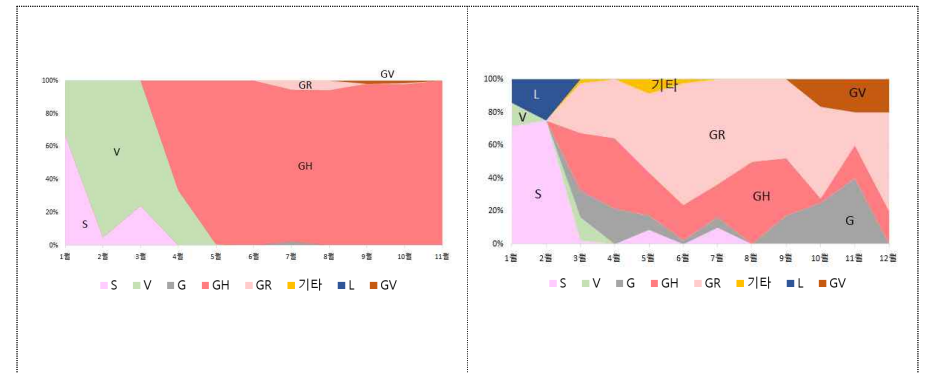 GV
100%
GR
80%
60%
V
GH
40%
20%
S
0%
1월 2월 3월 4월 5월 6월 7월 8월 9월 10월 11월
S V G GH GR 기타 L GV
100%
기타
L
GV
80%
V
GR
60%
40%
S
GH
20%
G
0%
1월 2월 3월 4월 5월 6월 7월 8월 9월 10월 11월 12월
S V G GH GR 기타 L GV